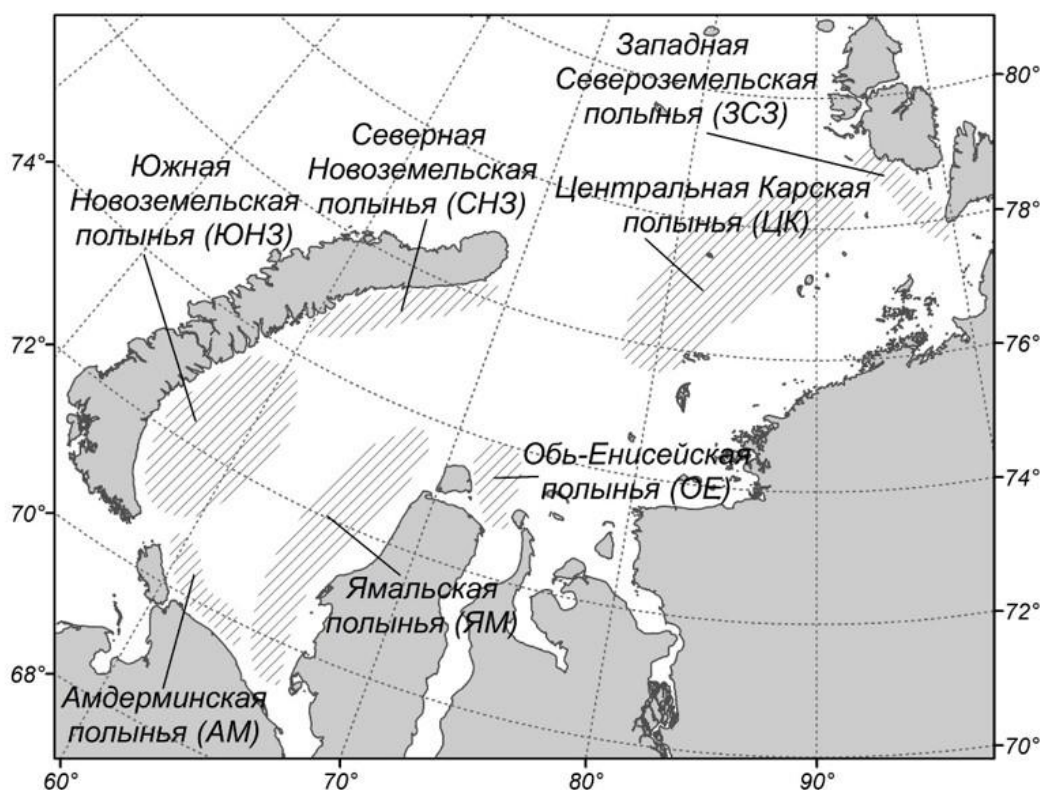 Западная
Североземельская
полынья (ЗСЗ)
80°
Северная
Новоземельская
полынья (СНЗ)
74°
Южная
Новоземельская
полынья (ЮНЗ)
Центральная Карская
полынья (ЦК)
78°
72°
76°
Обь-Енисейская
полынья (ОЕ)
74°
70°
Ямальская
полынья (ЯМ)
72°
68°
Амдерминская
полынья (АМ)
70°
60°
70°
80°
90°